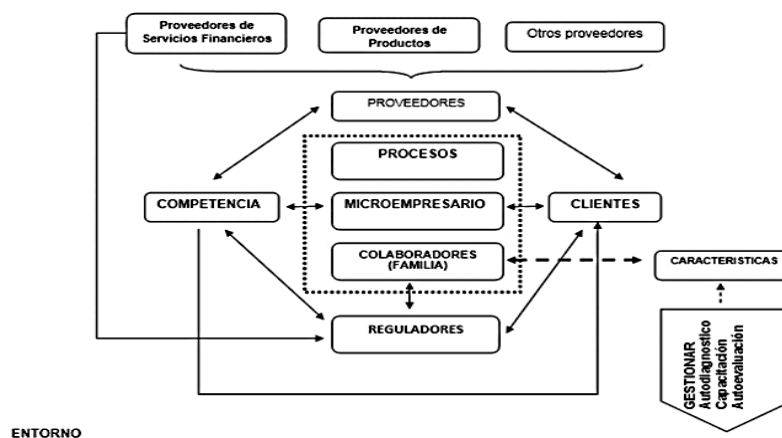 Proveedores de
Servicios Financieros
Proveedores de
Productos
Otros proveedores
PROVEEDORES
PROCESOS
COMPETENCIA
MICROEMPRESARIO
CLIENTES
COLABORADORES
(FAMILIA)
CARACTERISTICAS
REGULADORES
GESTIONAR
Autodiagnostico
Capacitación
Autoevaluación
ENTORNO